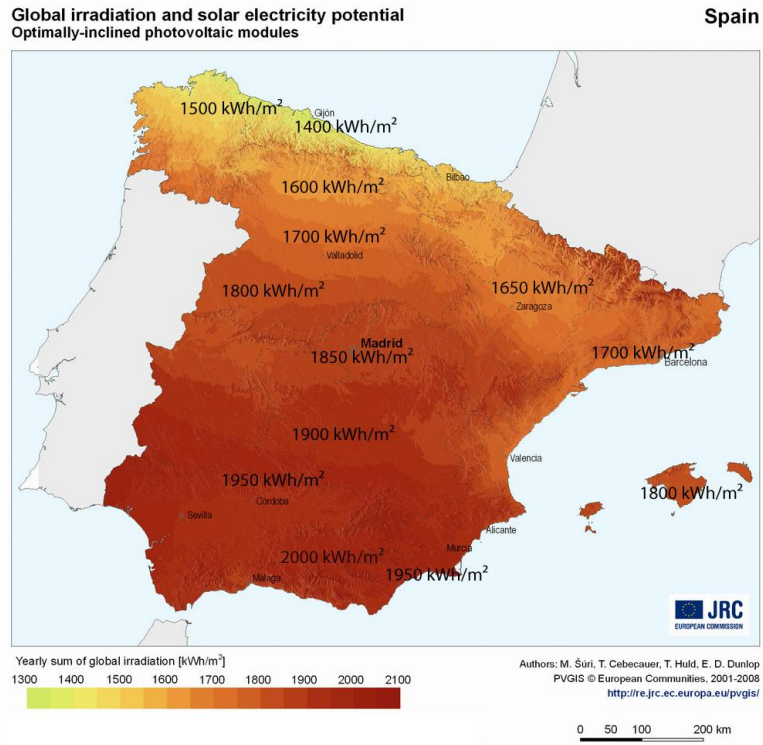 Global irradiation and solar electricity potential
Optimally-inclined photovoltaic modules
Spain
1500 kWh/m²
Gijón
1400 kWh/m²
Bilbao
1600 kWh/m²
1700 kWh/m²
Valladolid
1800 kWh/m²
1650 kWh/m²
Zaragoza
Madrid
1850 kWh/m²
1700 kWh/m²
Barcelona
1900 kWh/m²
Valencia
1950 kWh/m²
Córdoba
1800 kWh/m²
Sevilla
Alicante
Murcia
2000 kWh/m²
1950 kWh/m²
Málaga
JRC
EUROPEAN COMMISSION
Yearly sum of global irradiation [kWh/m²]
1300 1400 1500 1600 1700 1800 1900 2000 2100
Authors: M. Šúri, T. Cebecauer, T. Huld, E. D. Dunlop
PVGIS © European Communities, 2001-2008
http://re.jrc.ec.europa.eu/pvgis/
0 50 100 200 km